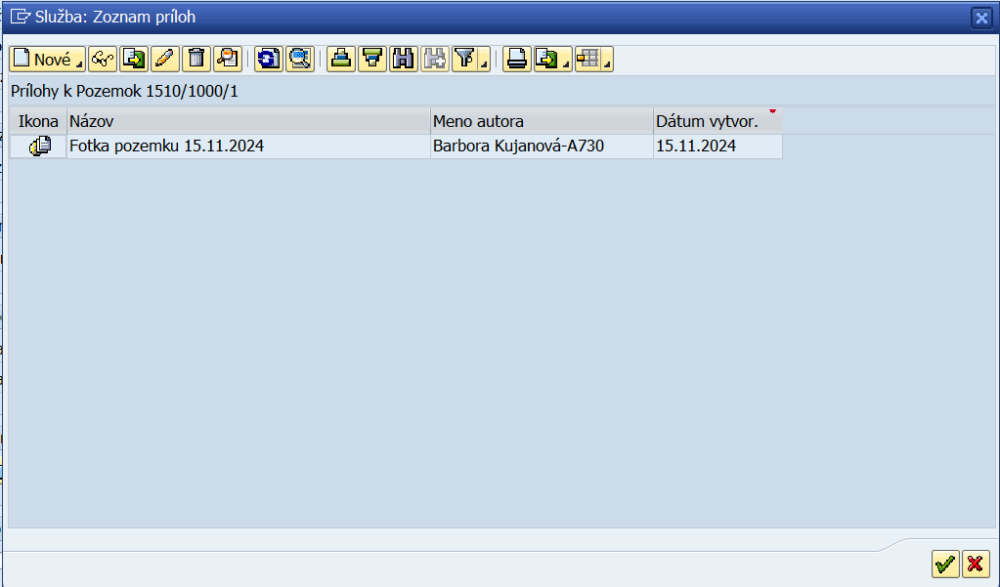 Služba: Zoznam príloh
Nové
Prílohy k Pozemok 1510/1000/1
Ikona Názov Meno autora Dátum vytvor.
Fotka pozemku 15.11.2024 Barbora Kujanová-A730 15.11.2024